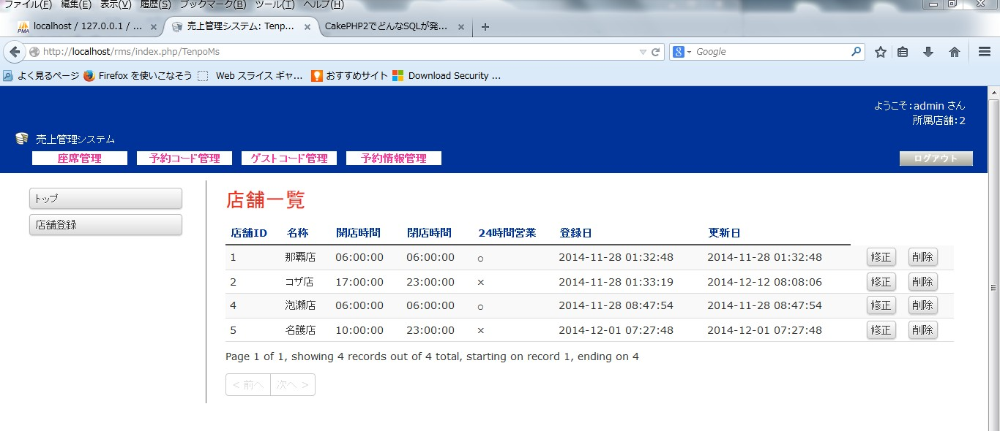 ファイル(F) 編集(E) 表示(V) 履歴(S) ブックマーク(B) ツール(T) ヘルプ(H)
PMA localhost / 127.0.0.1 / ... × 売上管理システム: Tenp... × CakePHP2でどんなSQLが発... × +
http://localhost/rms/index.php/TenpoMs 8 Google
よく見るページ Firefox を使いこなそう Web スライス ギャ... おすすめサイト Download Security ...
ようこそ:admin さん
所属店舗:2
売上管理システム
座席管理 予約コード管理 ゲストコード管理 予約情報管理 ログアウト
トップ
店舗登録
店舗一覧
店舗ID 名称 開店時間 閉店時間 24時間営業 登録日 更新日
1 那覇店 06:00:00 06:00:00 ○ 2014-11-28 01:32:48 2014-11-28 01:32:48 修正 削除
2 コザ店 17:00:00 23:00:00 × 2014-11-28 01:33:19 2014-12-12 08:08:06 修正 削除
4 泡瀬店 06:00:00 06:00:00 ○ 2014-11-28 08:47:54 2014-11-28 08:47:54 修正 削除
5 名護店 10:00:00 23:00:00 × 2014-12-01 07:27:48 2014-12-01 07:27:48 修正 削除
Page 1 of 1, showing 4 records out of 4 total, starting on record 1, ending on 4
< 前へ 次へ >